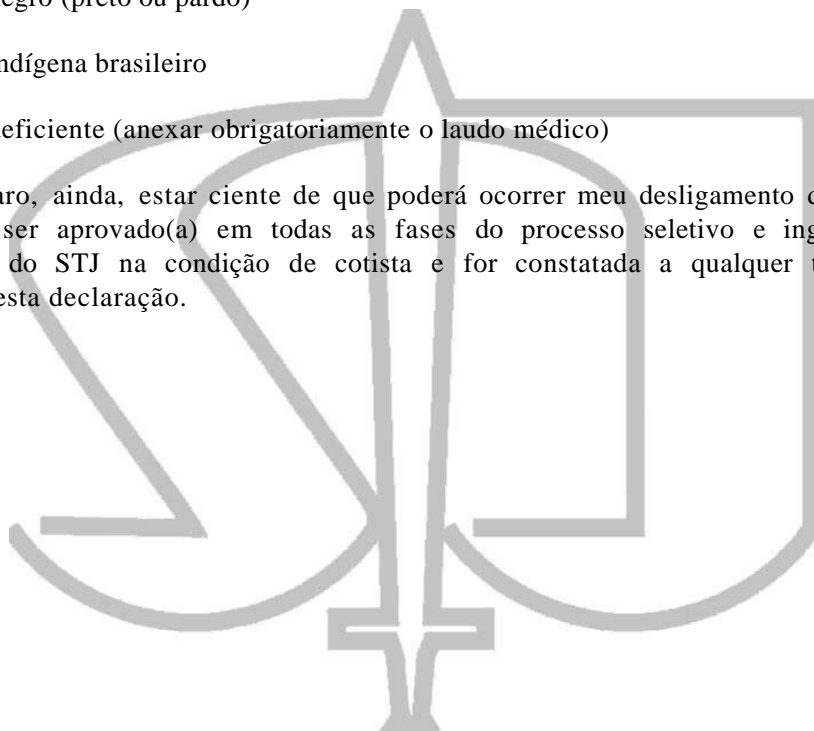 egro (preto ou pardo)
ndígena brasileiro
eficiente (anexar obrigatoriamente o laudo médico)
aro, ainda, estar ciente de que poderá ocorrer meu desligamento
ser aprovado(a) em todas as fases do processo seletivo e ing
do STJ na condição de cotista e for constatada a qualquer t
esta declaração.